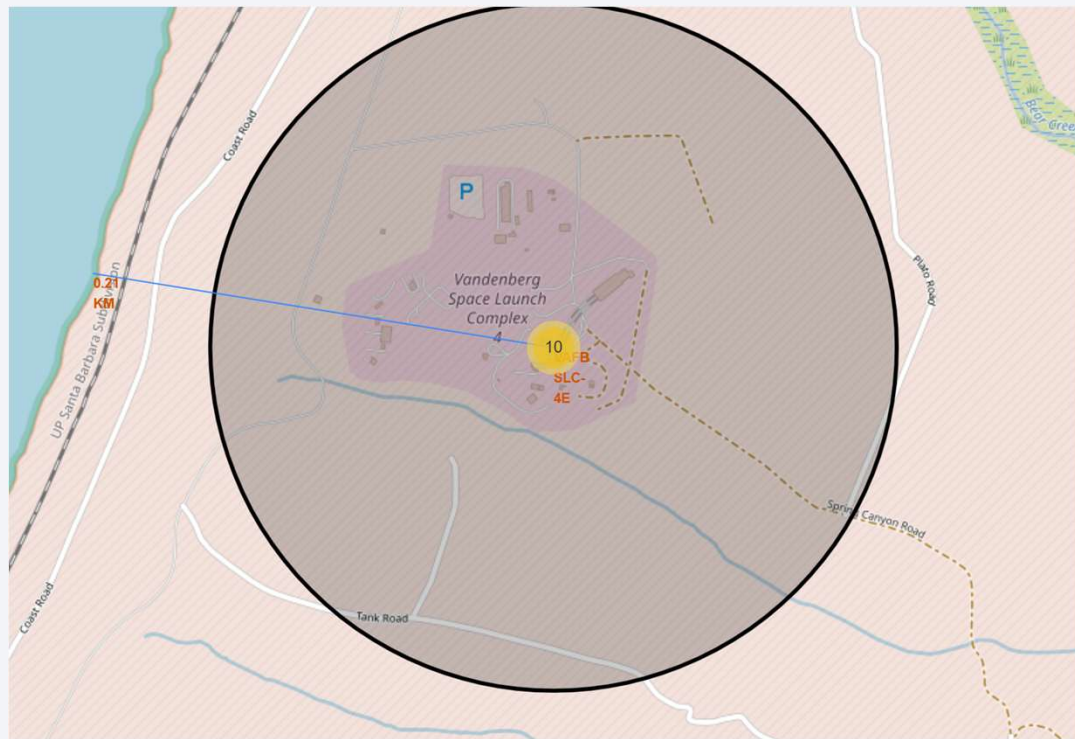 Coast Road
Bear Creek
P
Plato Road
Vandenberg
Space Launch
Complex
4
0.21
KM
UP Santa Barbara Subdivision
10
SLC-
4E
Spring Canyon Road
Coast Road
Tank Road